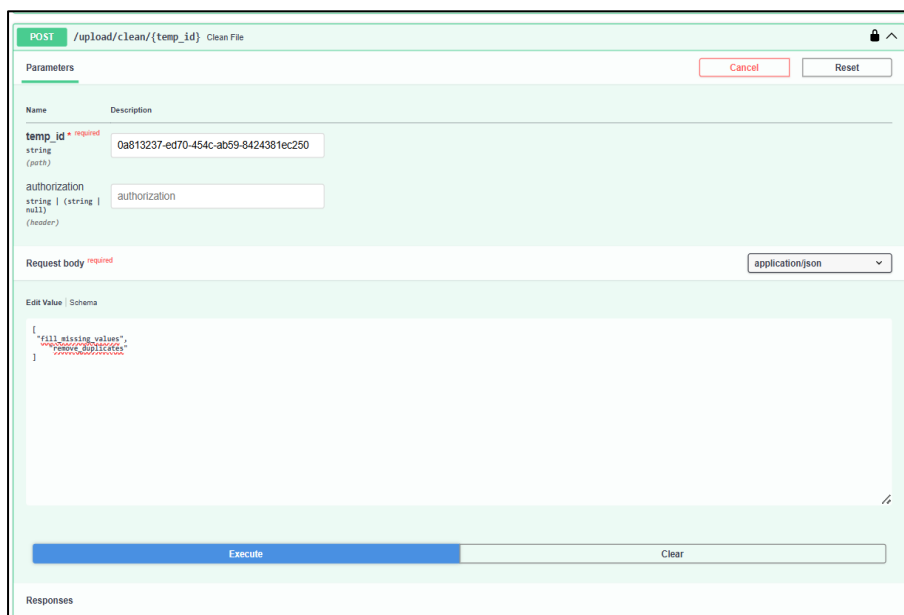 POST /upload/clean/{temp_id} Clean File
Parameters Cancel Reset
Name Description
temp_id * required
string
(path)
0a813237-ed70-454c-ab59-8424381ec250
authorization
string | (string |
null)
(header)
authorization
Request body required application/json
Edit Value | Schema
[
"fill_missing_values",
"remove_duplicates"
]
Execute Clear
Responses